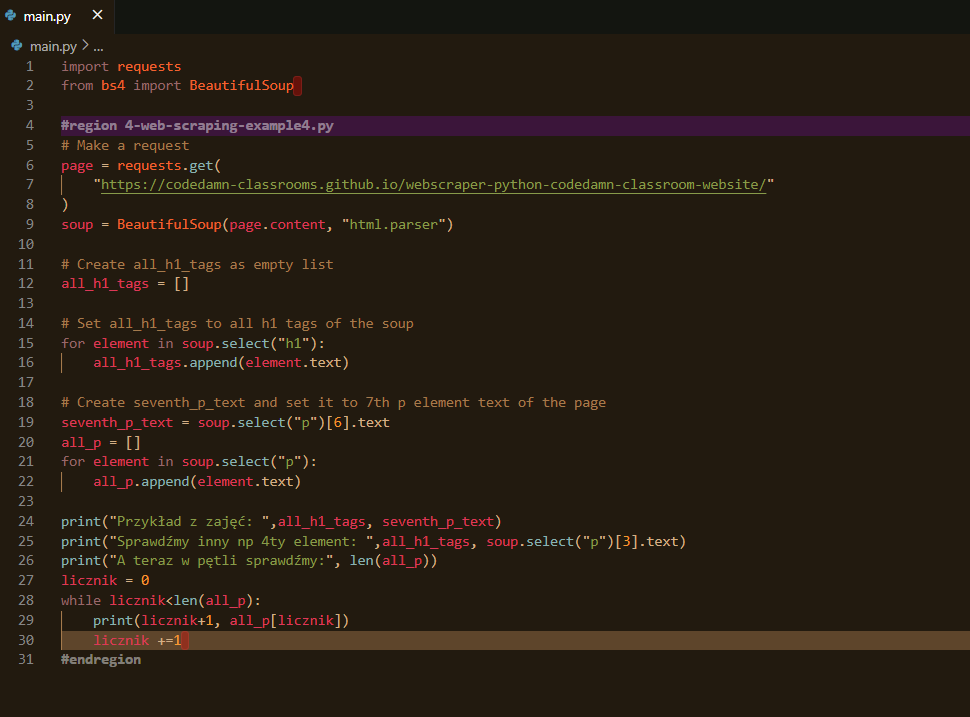 main.py ×
main.py > ...
1 import requests
2 from bs4 import BeautifulSoup
3
4 #region 4-web-scraping-example4.py
5 # Make a request
6 page = requests.get(
7     "https://codedamn-classrooms.github.io/webscraper-python-codedamn-classroom-website/"
8 )
9 soup = BeautifulSoup(page.content, "html.parser")
10
11 # Create all_h1_tags as empty list
12 all_h1_tags = []
13
14 # Set all_h1_tags to all h1 tags of the soup
15 for element in soup.select("h1"):
16     all_h1_tags.append(element.text)
17
18 # Create seventh_p_text and set it to 7th p element text of the page
19 seventh_p_text = soup.select("p")[6].text
20 all_p = []
21 for element in soup.select("p"):
22     all_p.append(element.text)
23
24 print("Przykład z zajęć: ",all_h1_tags, seventh_p_text)
25 print("Sprawdźmy inny np 4ty element: ",all_h1_tags, soup.select("p")[3].text)
26 print("A teraz w pętli sprawdźmy:", len(all_p))
27 licznik = 0
28 while licznik<len(all_p):
29     print(licznik+1, all_p[licznik])
30     licznik +=1
31 #endregion